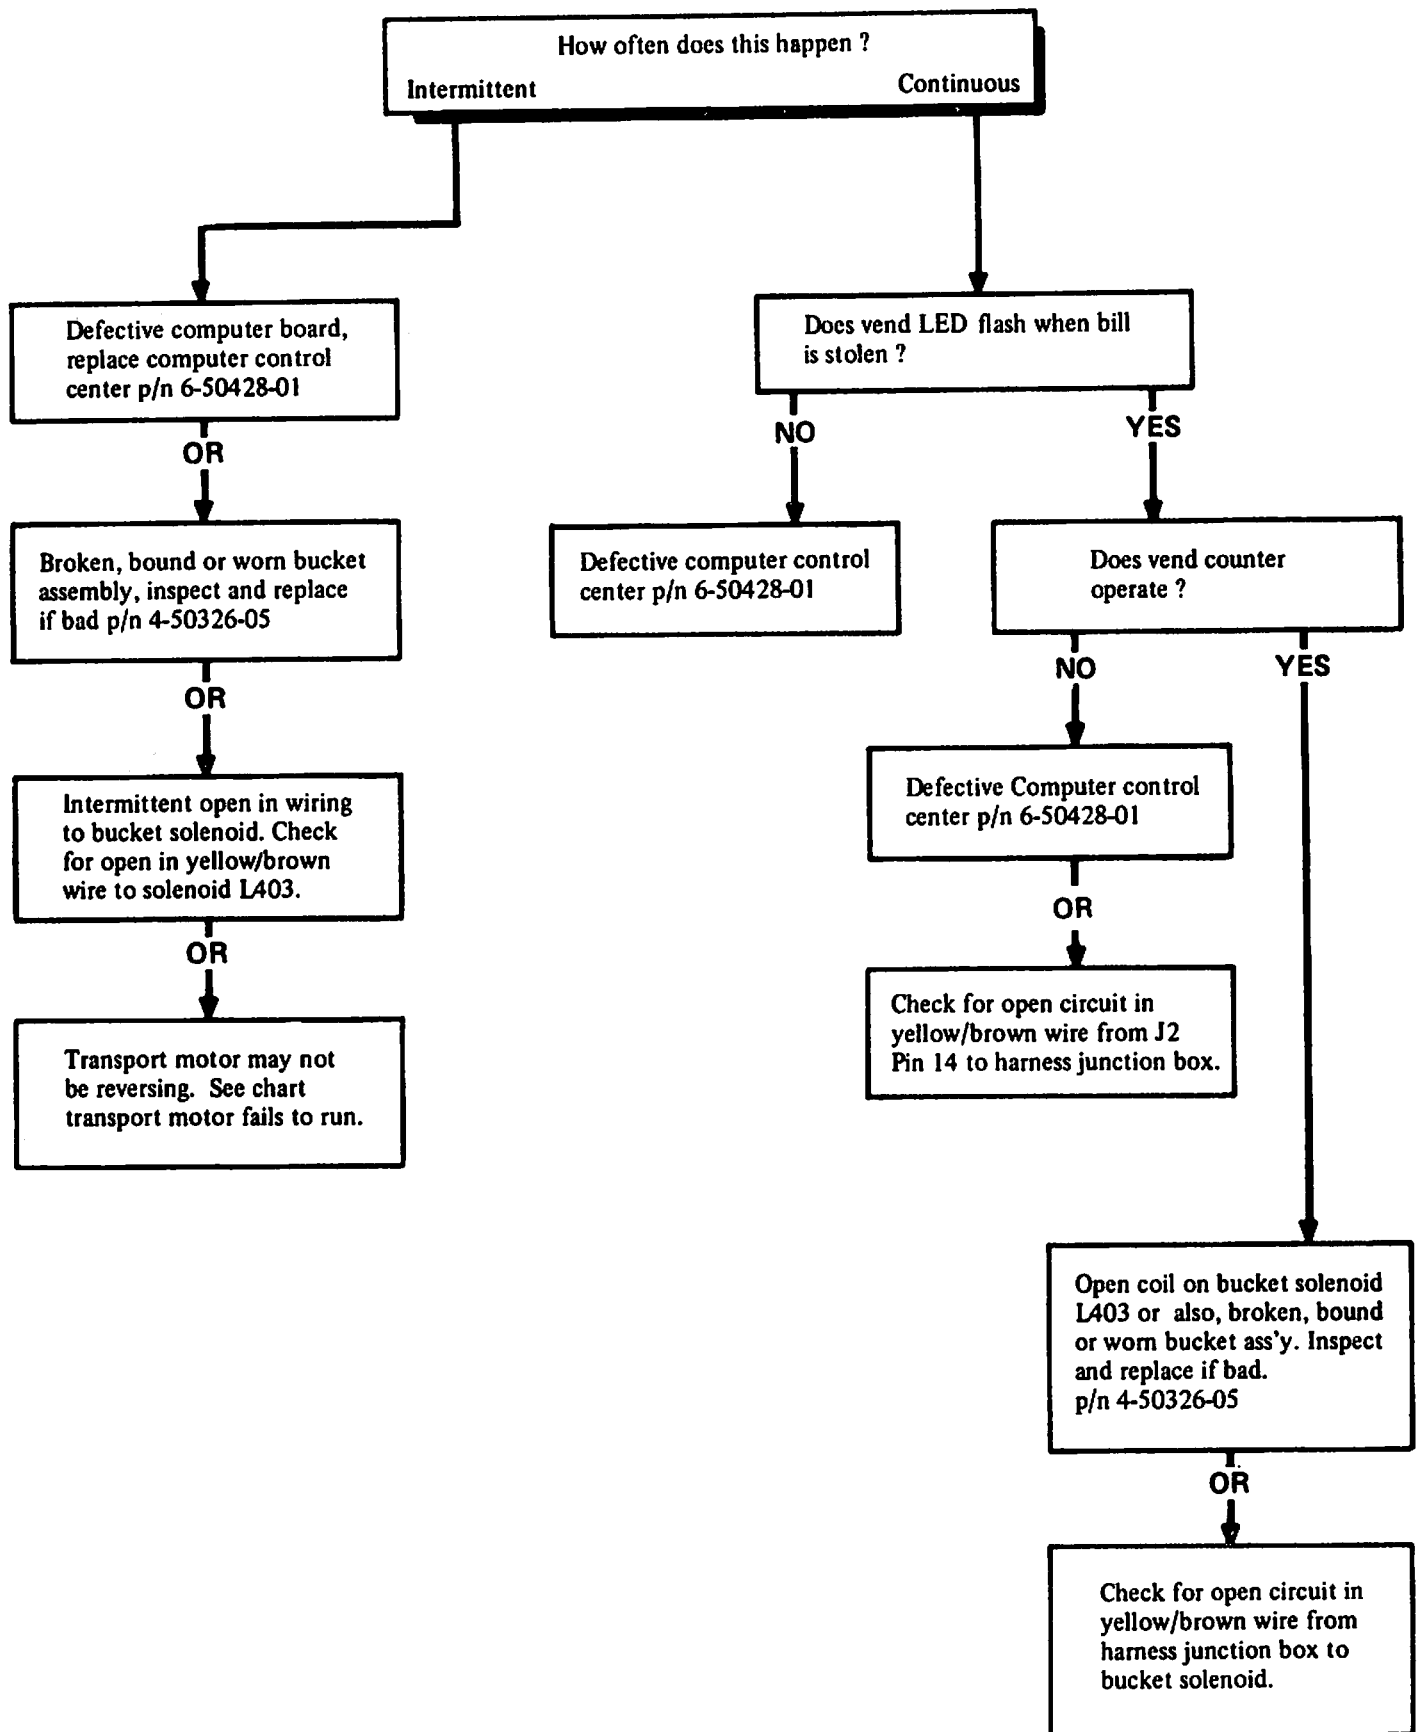 How often does this happen ?
Intermittent
Continuous
Defective computer board,
replace computer control
center p/n 6-50428-01
OR
Broken, bound or worn bucket
assembly, inspect and replace
if bad p/n 4-50326-05
OR
Intermittent open in wiring
to bucket solenoid. Check
for open in yellow/brown
wire to solenoid L403.
OR
Transport motor may not
be reversing. See chart
transport motor fails to run.
Does vend LED flash when bill
is stolen ?
NO
YES
Defective computer control
center p/n 6-50428-01
Does vend counter
operate ?
NO
YES
Defective Computer control
center p/n 6-50428-01
OR
Check for open circuit in
yellow/brown wire from J2
Pin 14 to harness junction box.
Open coil on bucket solenoid
L403 or also, broken, bound
or worn bucket ass'y. Inspect
and replace if bad.
p/n 4-50326-05
OR
Check for open circuit in
yellow/brown wire from
harness junction box to
bucket solenoid.